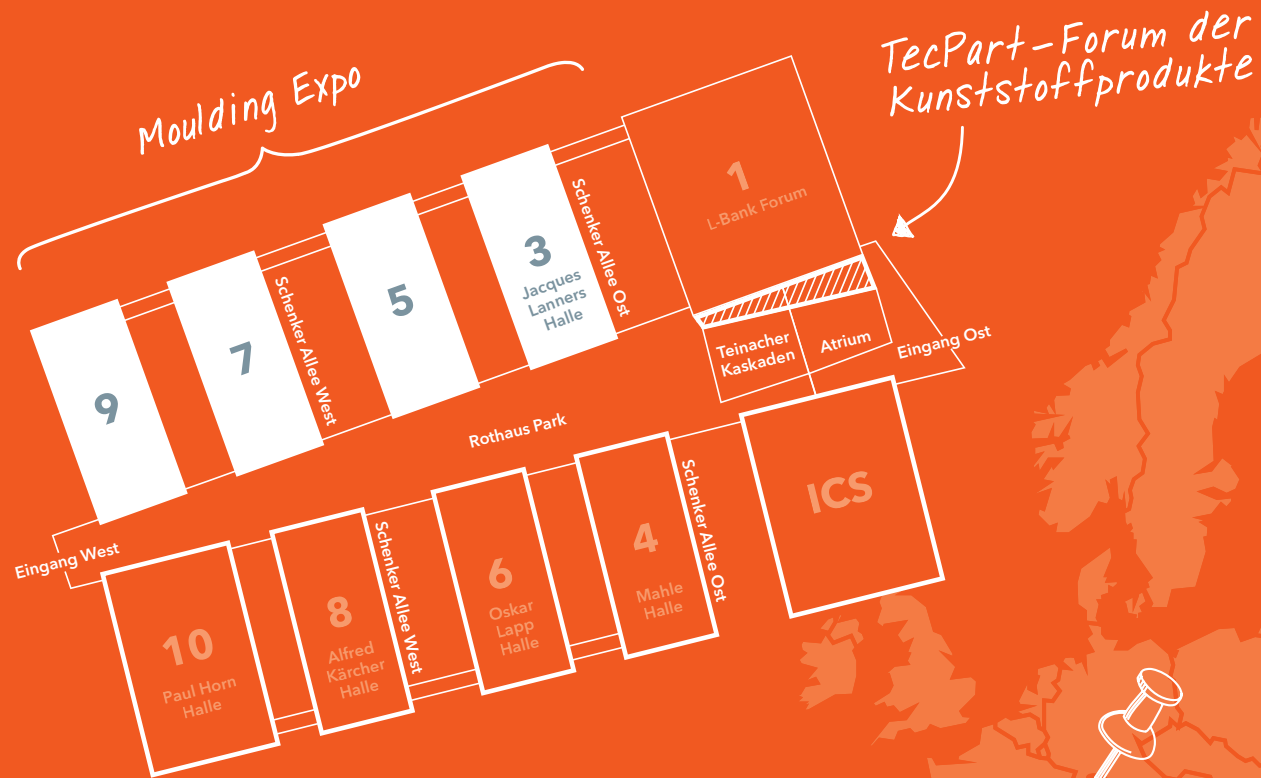 Moulding Expo
TecPart-Forum der
Kunststoffprodukte
1
L-Bank Forum
3
Jacques
Lanners
Halle
Schenker Allee Ost
5
7
Schenker Allee West
9
Teinacher
Kaskaden
Atrium
Eingang Ost
Rothaus Park
Eingang West
10
Paul Horn
Halle
8
Alfred
Kärcher
Halle
Schenker Allee West
6
Oskar
Lapp
Halle
4
Mahle
Halle
Schenker Allee Ost
ICS